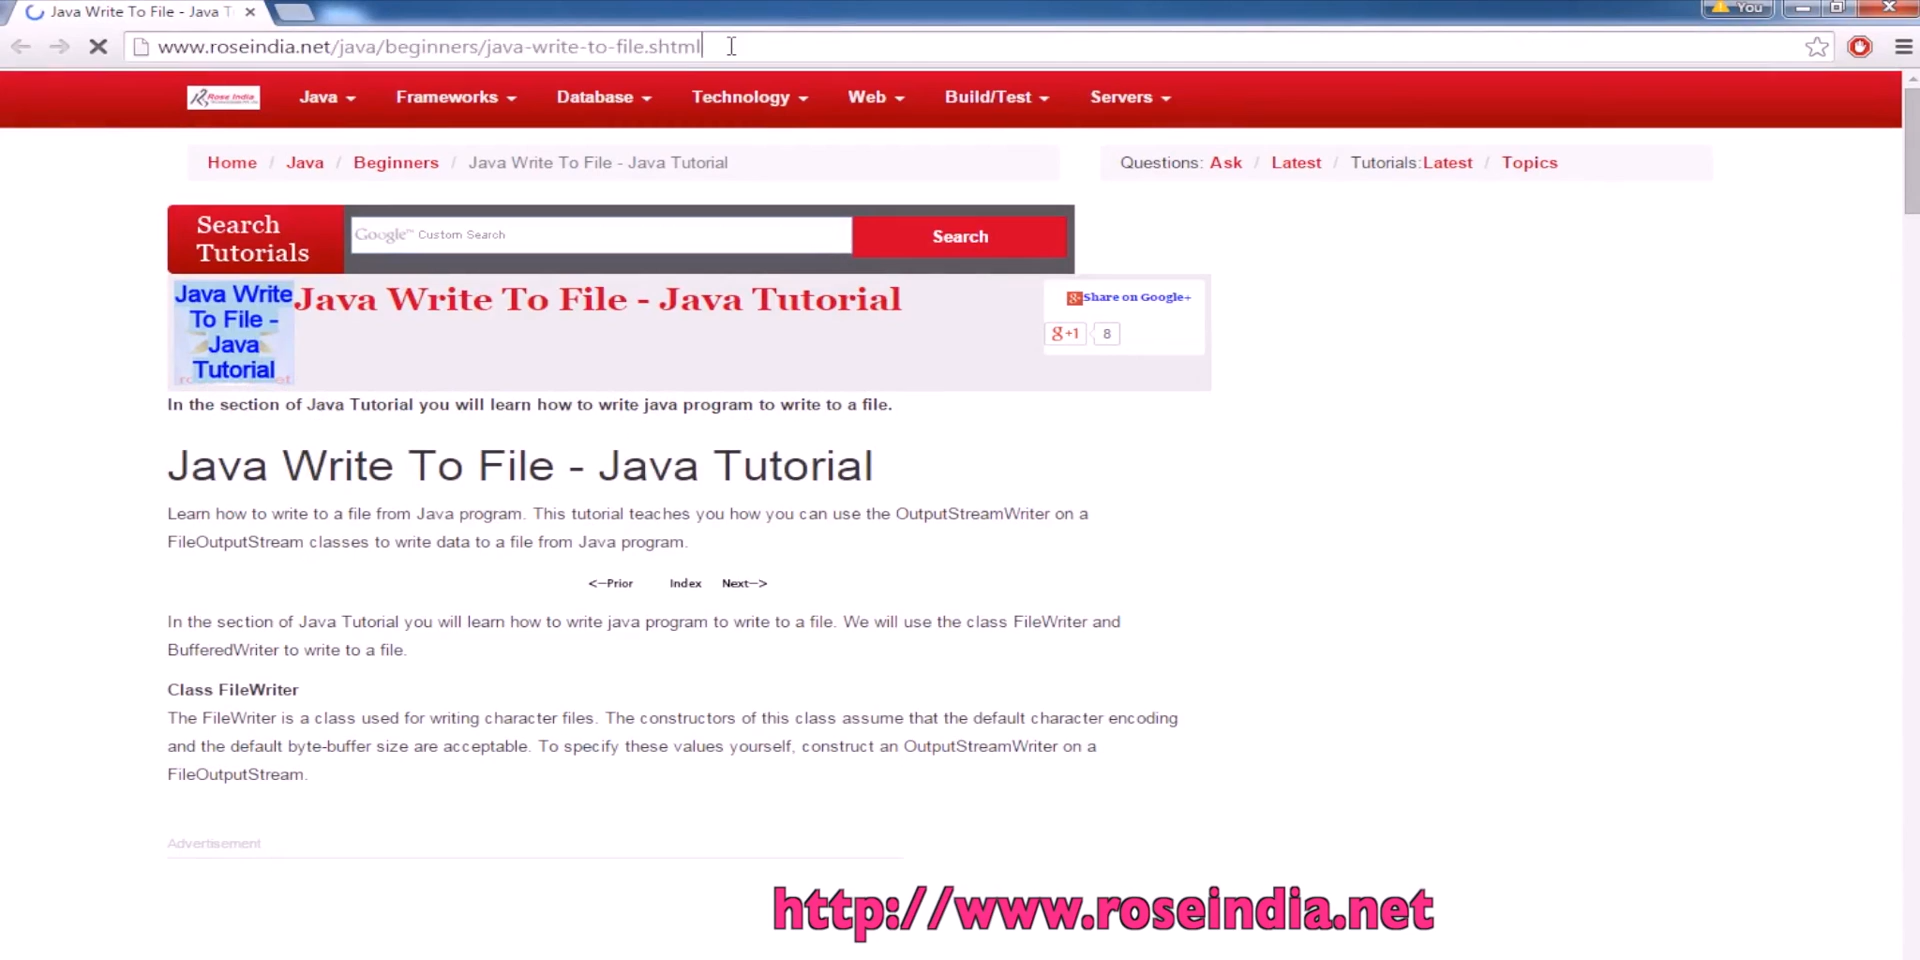 Java Write To File - Java T
You
www.roseindia.net/java/beginners/java-write-to-file.shtml
Rose India
Java Frameworks Database Technology Web Build/Test Servers
Home / Java / Beginners / Java Write To File - Java Tutorial
Questions: Ask / Latest / Tutorials:Latest / Topics
Search
Tutorials
Google™ Custom Search
Search
Java Write
To File -
Java
Tutorial
Java Write To File - Java Tutorial
Share on Google+
g+1 8
In the section of Java Tutorial you will learn how to write java program to write to a file.
Java Write To File - Java Tutorial
Learn how to write to a file from Java program. This tutorial teaches you how you can use the OutputStreamWriter on a
FileOutputStream classes to write data to a file from Java program.
<--Prior Index Next-->
In the section of Java Tutorial you will learn how to write java program to write to a file. We will use the class FileWriter and
BufferedWriter to write to a file.
Class FileWriter
The FileWriter is a class used for writing character files. The constructors of this class assume that the default character encoding
and the default byte-buffer size are acceptable. To specify these values yourself, construct an OutputStreamWriter on a
FileOutputStream.
Advertisement
http://www.roseindia.net